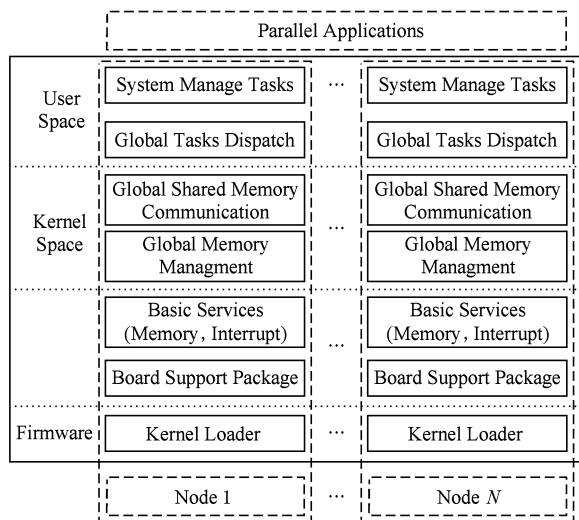 Parallel Applications
User
Space
System Manage Tasks
...
System Manage Tasks
Global Tasks Dispatch
Global Tasks Dispatch
Kernel
Space
Global Shared Memory
Communication
...
Global Shared Memory
Communication
Global Memory
Managment
Global Memory
Managment
Basic Services
(Memory, Interrupt)
...
Basic Services
(Memory, Interrupt)
Board Support Package
Board Support Package
Firmware
Kernel Loader
...
Kernel Loader
Node 1
...
Node N